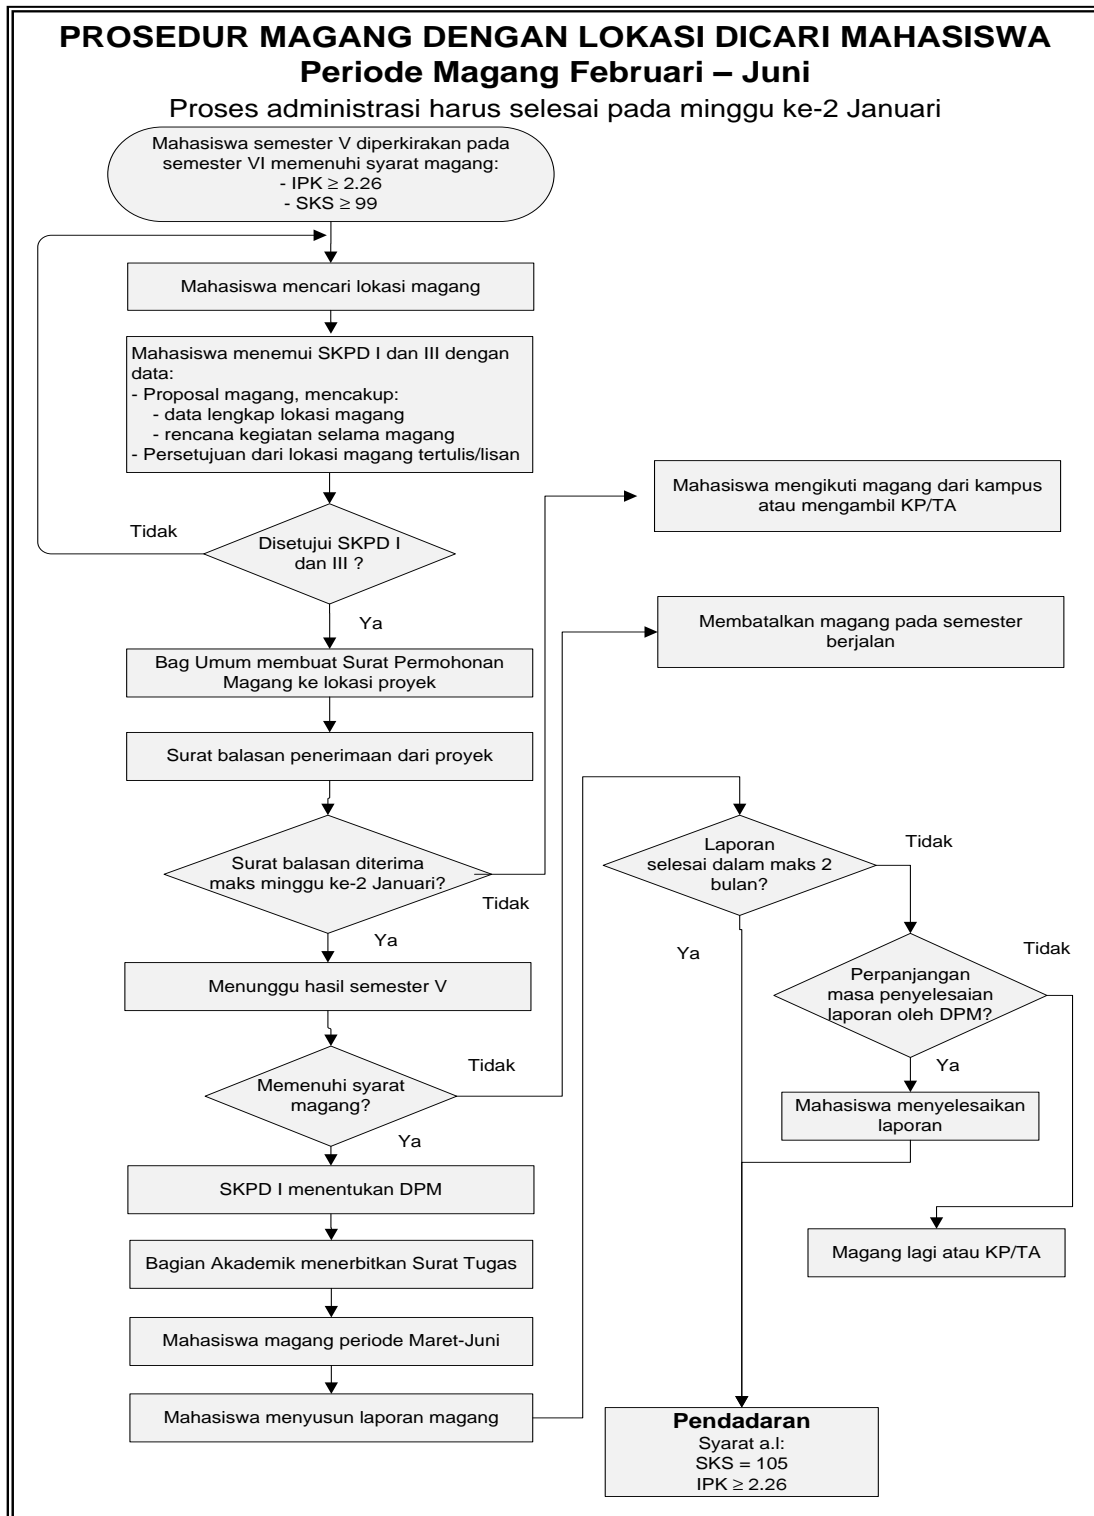 PROSEDUR MAGANG DENGAN LOKASI DICARI MAHASISWA
Periode Magang Februari – Juni
Proses administrasi harus selesai pada minggu ke-2 Januari
Mahasiswa semester V diperkirakan pada
semester VI memenuhi syarat magang:
- IPK ≥ 2.26
- SKS ≥ 99
Mahasiswa mencari lokasi magang
Mahasiswa menemui SKPD I dan III dengan
data:
- Proposal magang, mencakup:
- data lengkap lokasi magang
- rencana kegiatan selama magang
- Persetujuan dari lokasi magang tertulis/lisan
Tidak
Disetujui SKPD I
dan III ?
Ya
Bag Umum membuat Surat Permohonan
Magang ke lokasi proyek
Surat balasan penerimaan dari proyek
Surat balasan diterima
maks minggu ke-2 Januari?
Tidak
Ya
Menunggu hasil semester V
Memenuhi syarat
magang?
Tidak
Ya
SKPD I menentukan DPM
Bagian Akademik menerbitkan Surat Tugas
Mahasiswa magang periode Maret-Juni
Mahasiswa menyusun laporan magang
Mahasiswa mengikuti magang dari kampus
atau mengambil KP/TA
Membatalkan magang pada semester
berjalan
Laporan
selesai dalam maks 2
bulan?
Tidak
Ya
Perpanjangan
masa penyelesaian
laporan oleh DPM?
Tidak
Ya
Mahasiswa menyelesaikan
laporan
Magang lagi atau KP/TA
Pendadaran
Syarat a.l:
SKS = 105
IPK ≥ 2.26